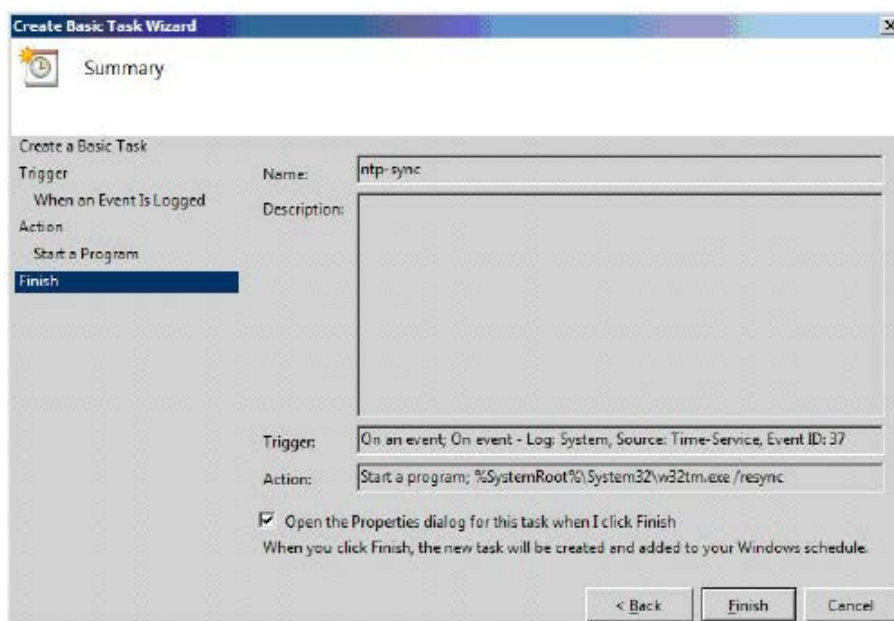 Create Basic Task Wizard
Summary
Create a Basic Task
Trigger
When an Event Is Logged
Action
Start a Program
Finish
Name: ntp-sync
Description:
Trigger: On an event; On event - Log: System, Source: Time-Service, Event ID: 37
Action: Start a program; %SystemRoot%\System32\w32tm.exe /resync
Open the Properties dialog for this task when I click Finish
When you click Finish, the new task will be created and added to your Windows schedule.
< Back Finish Cancel